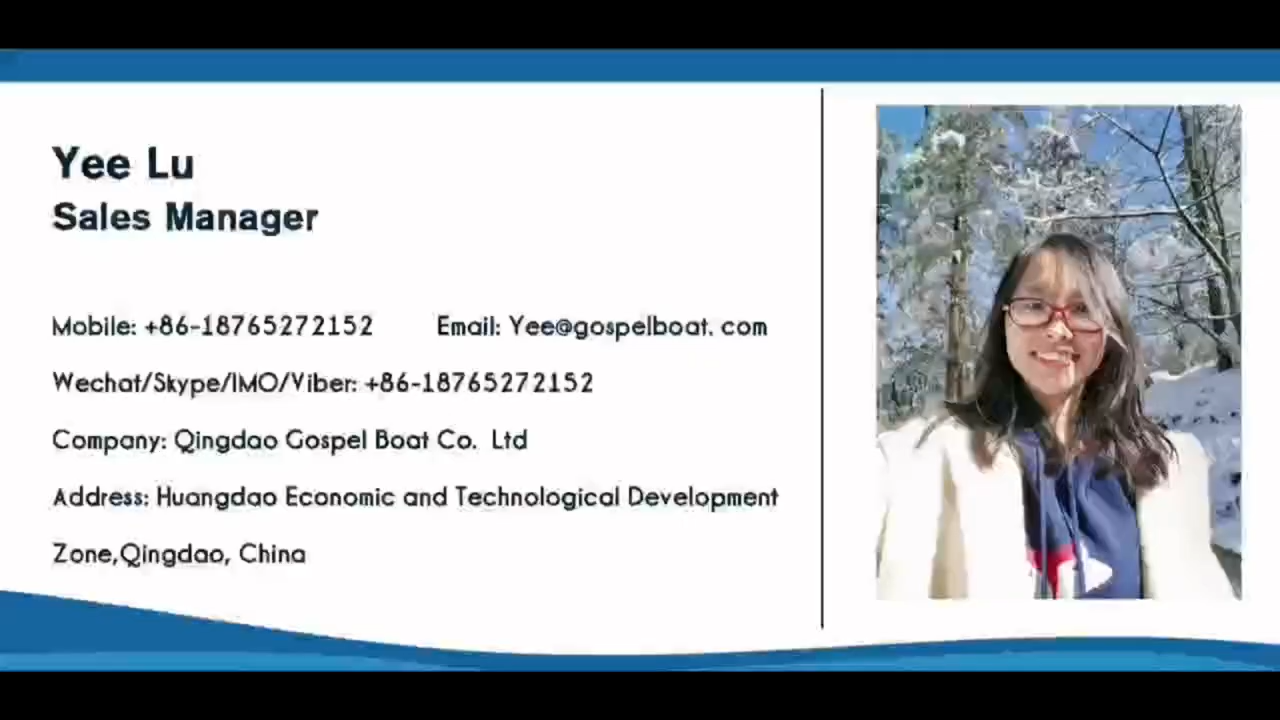 Yee Lu
Sales Manager
Mobile: +86-18765272152 Email: Yee@gospelboat. com
Wechat/Skype/IMO/Viber: +86-18765272152
Company: Qingdao Gospel Boat Co. Ltd
Address: Huangdao Economic and Technological Development
Zone,Qingdao, China